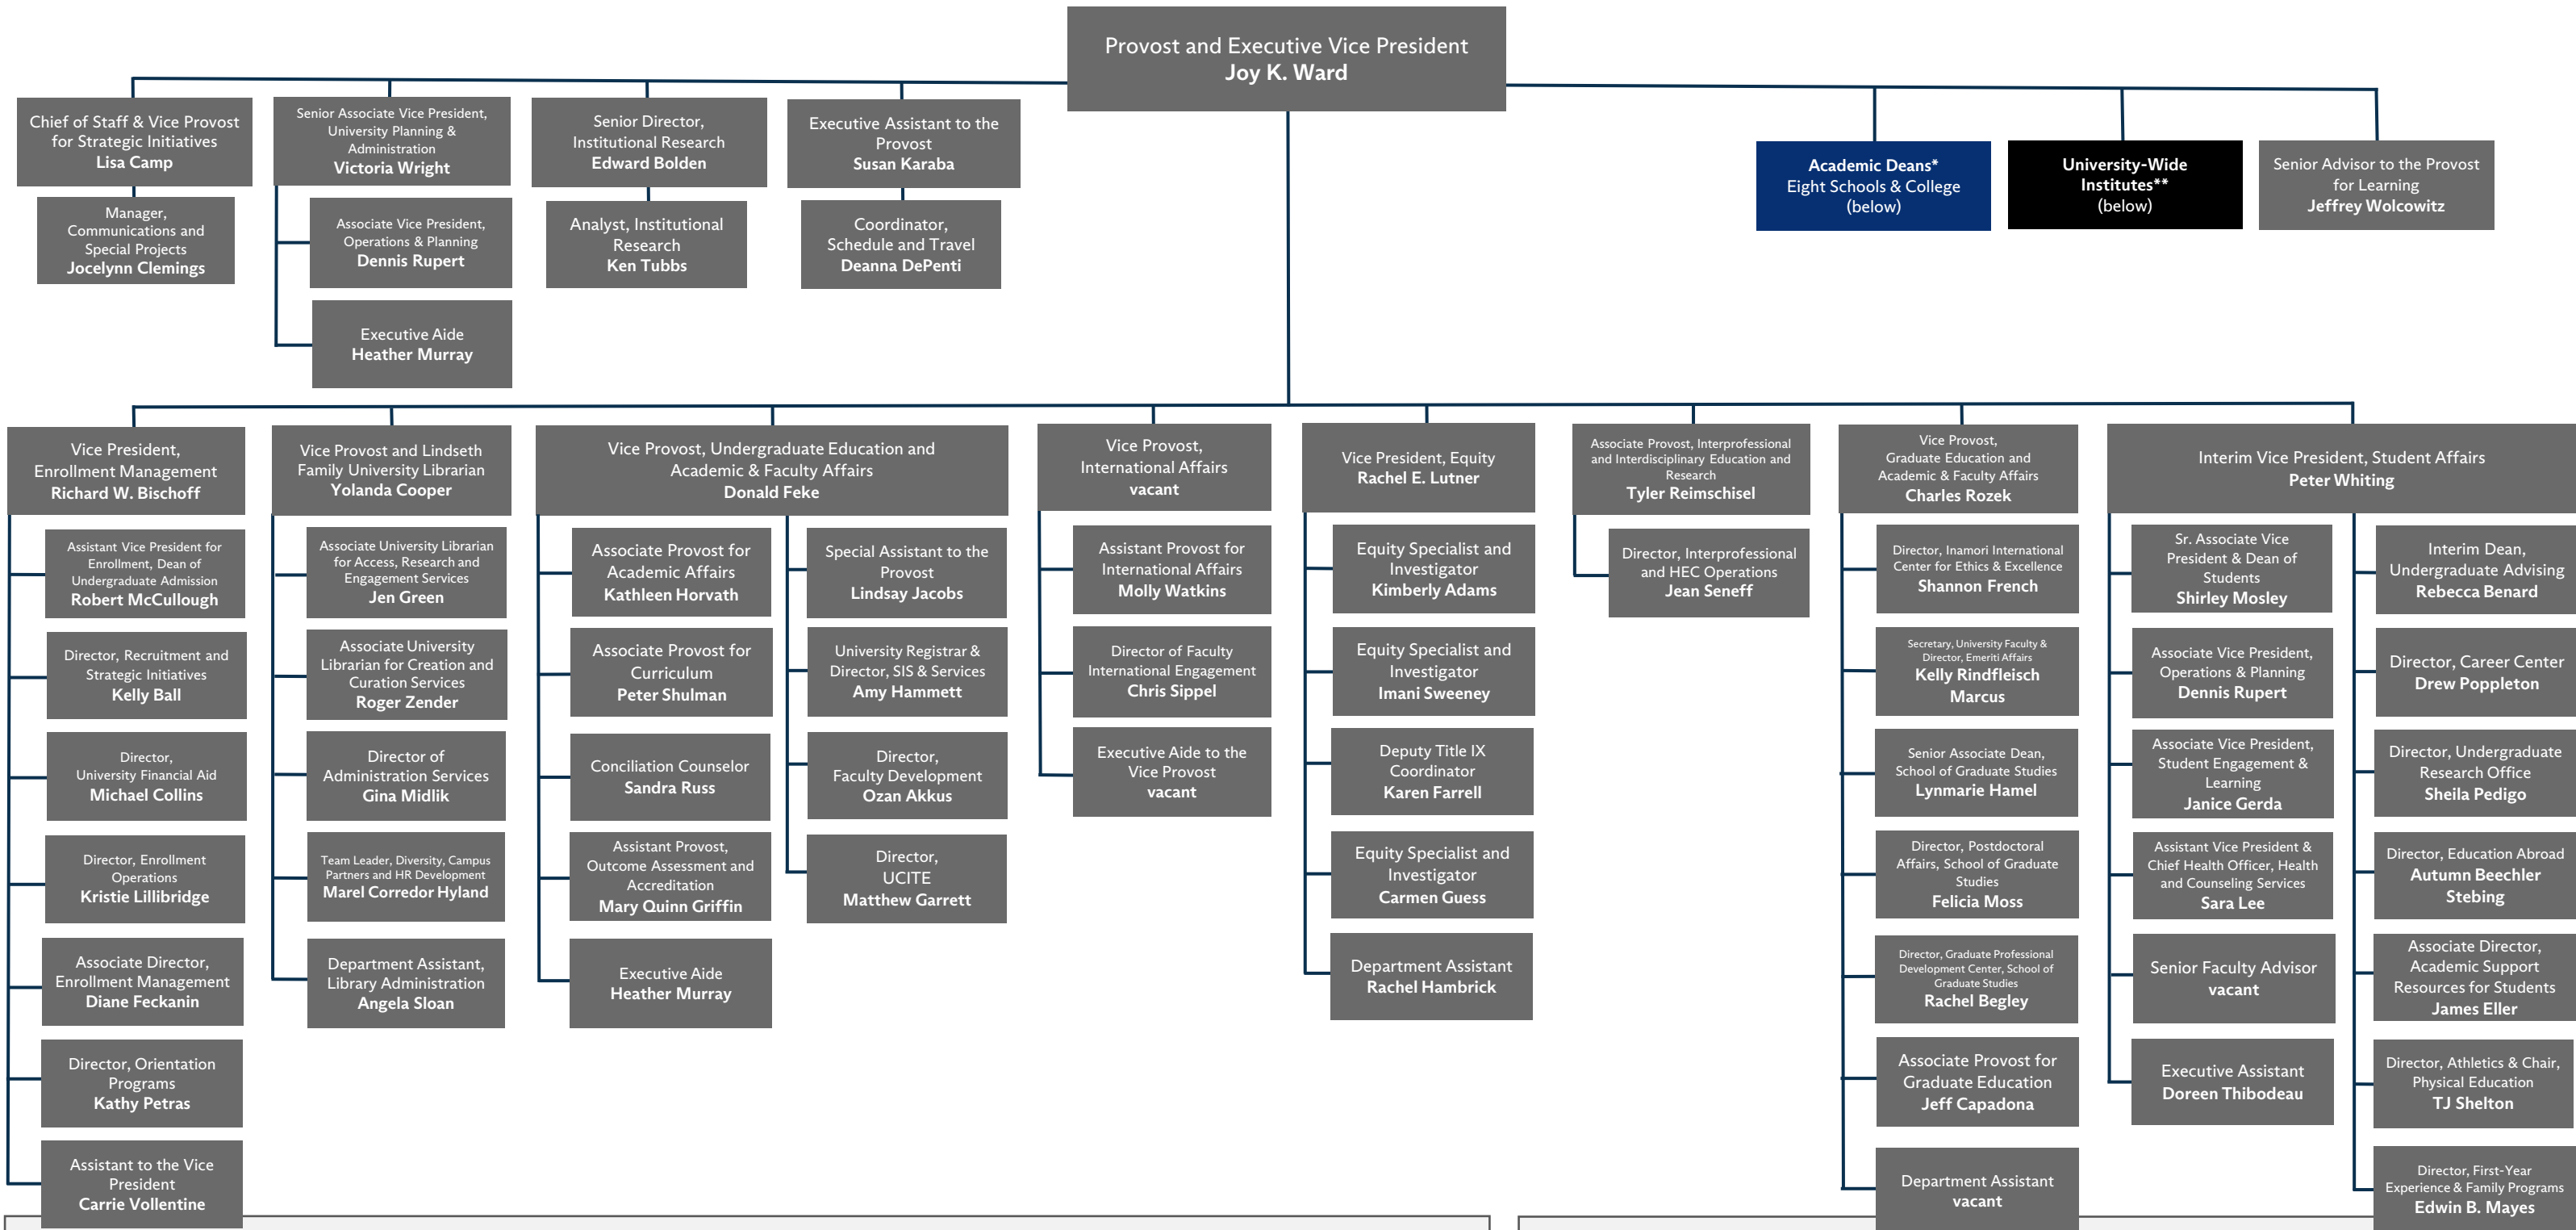 Provost and Executive Vice President
Joy K. Ward
Chief of Staff & Vice Provost
for Strategic Initiatives
Lisa Camp
Manager,
Communications and
Special Projects
Jocelynn Clemings
Senior Associate Vice President,
University Planning &
Administration
Victoria Wright
Associate Vice President,
Operations & Planning
Dennis Rupert
Executive Aide
Heather Murray
Senior Director,
Institutional Research
Edward Bolden
Analyst, Institutional
Research
Ken Tubbs
Executive Assistant to the
Provost
Susan Karaba
Coordinator,
Schedule and Travel
Deanna DePenti
Academic Deans*
Eight Schools & College
(below)
University-Wide
Institutes**
(below)
Senior Advisor to the Provost
for Learning
Jeffrey Wolcowitz
Vice President,
Enrollment Management
Richard W. Bischoff
Assistant Vice President for
Enrollment, Dean of
Undergraduate Admission
Robert McCullough
Director, Recruitment and
Strategic Initiatives
Kelly Ball
Director,
University Financial Aid
Michael Collins
Director, Enrollment
Operations
Kristie Lillibridge
Associate Director,
Enrollment Management
Diane Feckanin
Director, Orientation
Programs
Kathy Petras
Assistant to the Vice
President
Carrie Vollentine
Vice Provost and Lindseth
Family University Librarian
Yolanda Cooper
Associate University Librarian
for Access, Research and
Engagement Services
Jen Green
Associate University
Librarian for Creation and
Curation Services
Roger Zender
Director of
Administration Services
Gina Midlik
Team Leader, Diversity, Campus
Partners and HR Development
Marel Corredor Hyland
Department Assistant,
Library Administration
Angela Sloan
Vice Provost, Undergraduate Education and
Academic & Faculty Affairs
Donald Feke
Associate Provost for
Academic Affairs
Kathleen Horvath
Associate Provost for
Curriculum
Peter Shulman
Conciliation Counselor
Sandra Russ
Assistant Provost,
Outcome Assessment and
Accreditation
Mary Quinn Griffin
Executive Aide
Heather Murray
Special Assistant to the
Provost
Lindsay Jacobs
University Registrar &
Director, SIS & Services
Amy Hammett
Director,
Faculty Development
Ozan Akkus
Director,
UCITE
Matthew Garrett
Vice Provost,
International Affairs
vacant
Assistant Provost for
International Affairs
Molly Watkins
Director of Faculty
International Engagement
Chris Sippel
Executive Aide to the
Vice Provost
vacant
Vice President, Equity
Rachel E. Lutner
Equity Specialist and
Investigator
Kimberly Adams
Equity Specialist and
Investigator
Imani Sweeney
Deputy Title IX
Coordinator
Karen Farrell
Equity Specialist and
Investigator
Carmen Guess
Department Assistant
Rachel Hambrick
Associate Provost, Interprofessional
and Interdisciplinary Education and
Research
Tyler Reimschisel
Director, Interprofessional
and HEC Operations
Jean Seneff
Vice Provost,
Graduate Education and
Academic & Faculty Affairs
Charles Rozek
Director, Inamori International
Center for Ethics & Excellence
Shannon French
Secretary, University Faculty &
Director, Emeriti Affairs
Kelly Rindfleisch
Marcus
Senior Associate Dean,
School of Graduate Studies
Lynmarie Hamel
Director, Postdoctoral
Affairs, School of Graduate
Studies
Felicia Moss
Director, Graduate Professional
Development Center, School of
Graduate Studies
Rachel Begley
Associate Provost for
Graduate Education
Jeff Capadona
Department Assistant
vacant
Interim Vice President, Student Affairs
Peter Whiting
Sr. Associate Vice
President & Dean of
Students
Shirley Mosley
Associate Vice President,
Operations & Planning
Dennis Rupert
Associate Vice President,
Student Engagement &
Learning
Janice Gerda
Assistant Vice President &
Chief Health Officer, Health
and Counseling Services
Sara Lee
Senior Faculty Advisor
vacant
Executive Assistant
Doreen Thibodeau
Interim Dean,
Undergraduate Advising
Rebecca Benard
Director, Career Center
Drew Poppleton
Director, Undergraduate
Research Office
Sheila Pedigo
Director, Education Abroad
Autumn Beechler
Stebing
Associate Director,
Academic Support
Resources for Students
James Eller
Director, Athletics & Chair,
Physical Education
TJ Shelton
Director, First-Year
Experience & Family Programs
Edwin B. Mayes